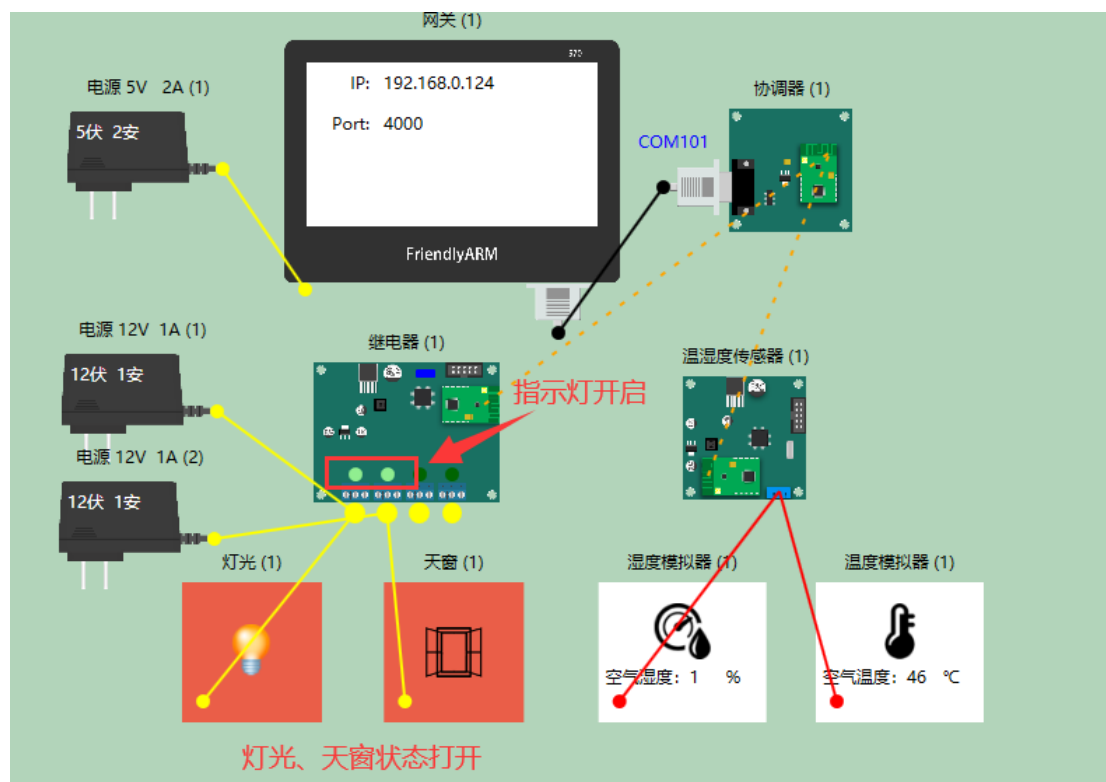 网关 (1)
电源 5V 2A (1)
5伏 2安
IP: 192.168.0.124
Port: 4000
FriendlyARM
协调器 (1)
COM101
电源 12V 1A (1)
12伏 1安
继电器 (1)
指示灯开启
温湿度传感器 (1)
电源 12V 1A (2)
12伏 1安
灯光 (1)
天窗 (1)
湿度模拟器 (1)
温度模拟器 (1)
空气湿度: 1 %
空气温度: 46 ℃
灯光、天窗状态打开